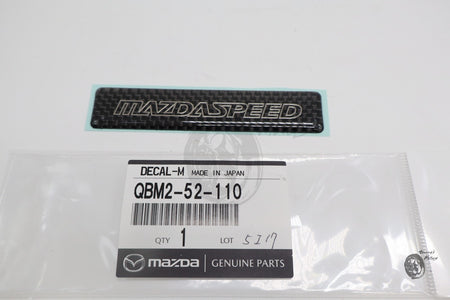 MAZDASPEED
DECAL-M MADE IN JAPAN
QBM2-52-110
QTY 1 LOT 5I17
mazda GENUINE PARTS